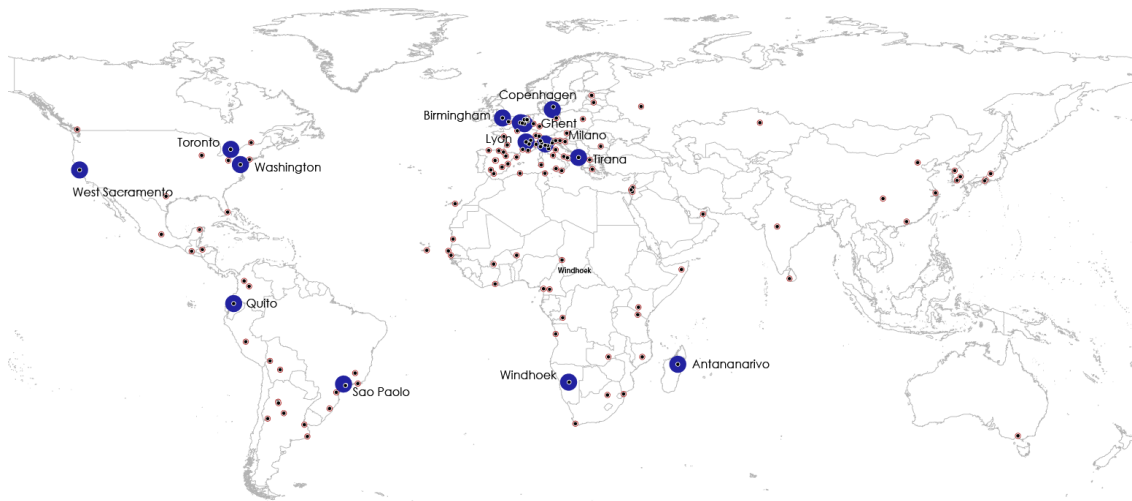 Copenhagen
Birmingham
Ghent
Toronto
Lyon
Milano
Tirana
Washington
West Sacramento
Windhoek
Quito
Antananarivo
Windhoek
Sao Paolo